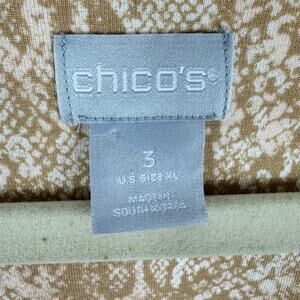 chico's®
3
U.S. SIZE XL
MADE IN
SOUTH KOREA